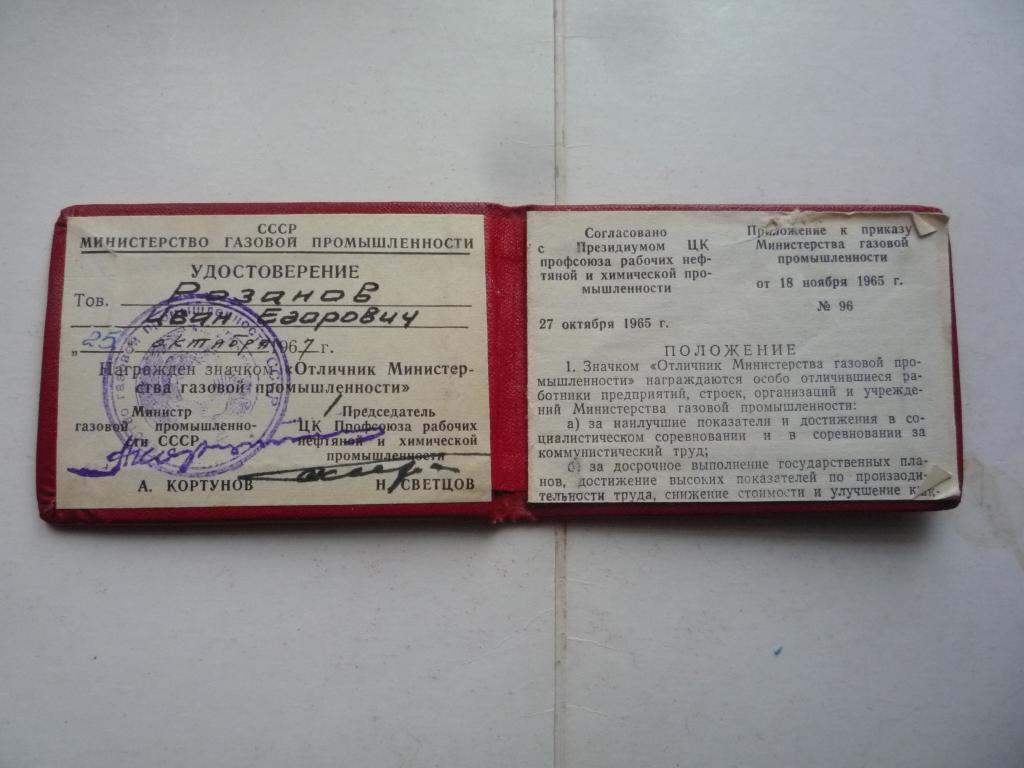 СССР
МИНИСТЕРСТВО ГАЗОВОЙ ПРОМЫШЛЕННОСТИ
УДОСТОВЕРЕНИЕ
Тов. Розанов
Иван Егорович
„25 октября 1967 г.
Награжден значком «Отличник Министер-
ства газовой промышленности»
Министр
газовой промышленно-
сти СССР
А. КОРТУНОВ
Председатель
ЦК Профсоюза рабочих
нефтяной и химической
промышленности
Н. СВЕТЦОВ
Согласовано
с Президиумом ЦК
профсоюза рабочих неф-
тяной и химической про-
мышленности
27 октября 1965 г.
Приложение к приказу
Министерства газовой
промышленности
от 18 ноября 1965 г.
№ 96
ПОЛОЖЕНИЕ
1. Значком «Отличник Министерства газовой про-
мышленности» награждаются особо отличившиеся ра-
ботники предприятий, строек, организаций и учрежде-
ний Министерства газовой промышленности:
а) за наилучшие показатели и достижения в со-
циалистическом соревновании и в соревновании за
коммунистический труд;
б) за досрочное выполнение государственных пла-
нов, достижение высоких показателей по производи-
тельности труда, снижение стоимости и улучшение